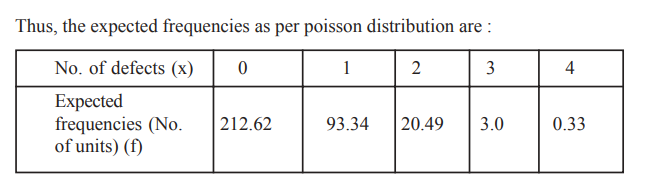 Thus, the expected frequencies as per poisson distribution are :
No. of defects (x) 0 1 2 3 4
Expected
frequencies (No. 212.62 93.34 20.49 3.0 0.33
of units) (f)